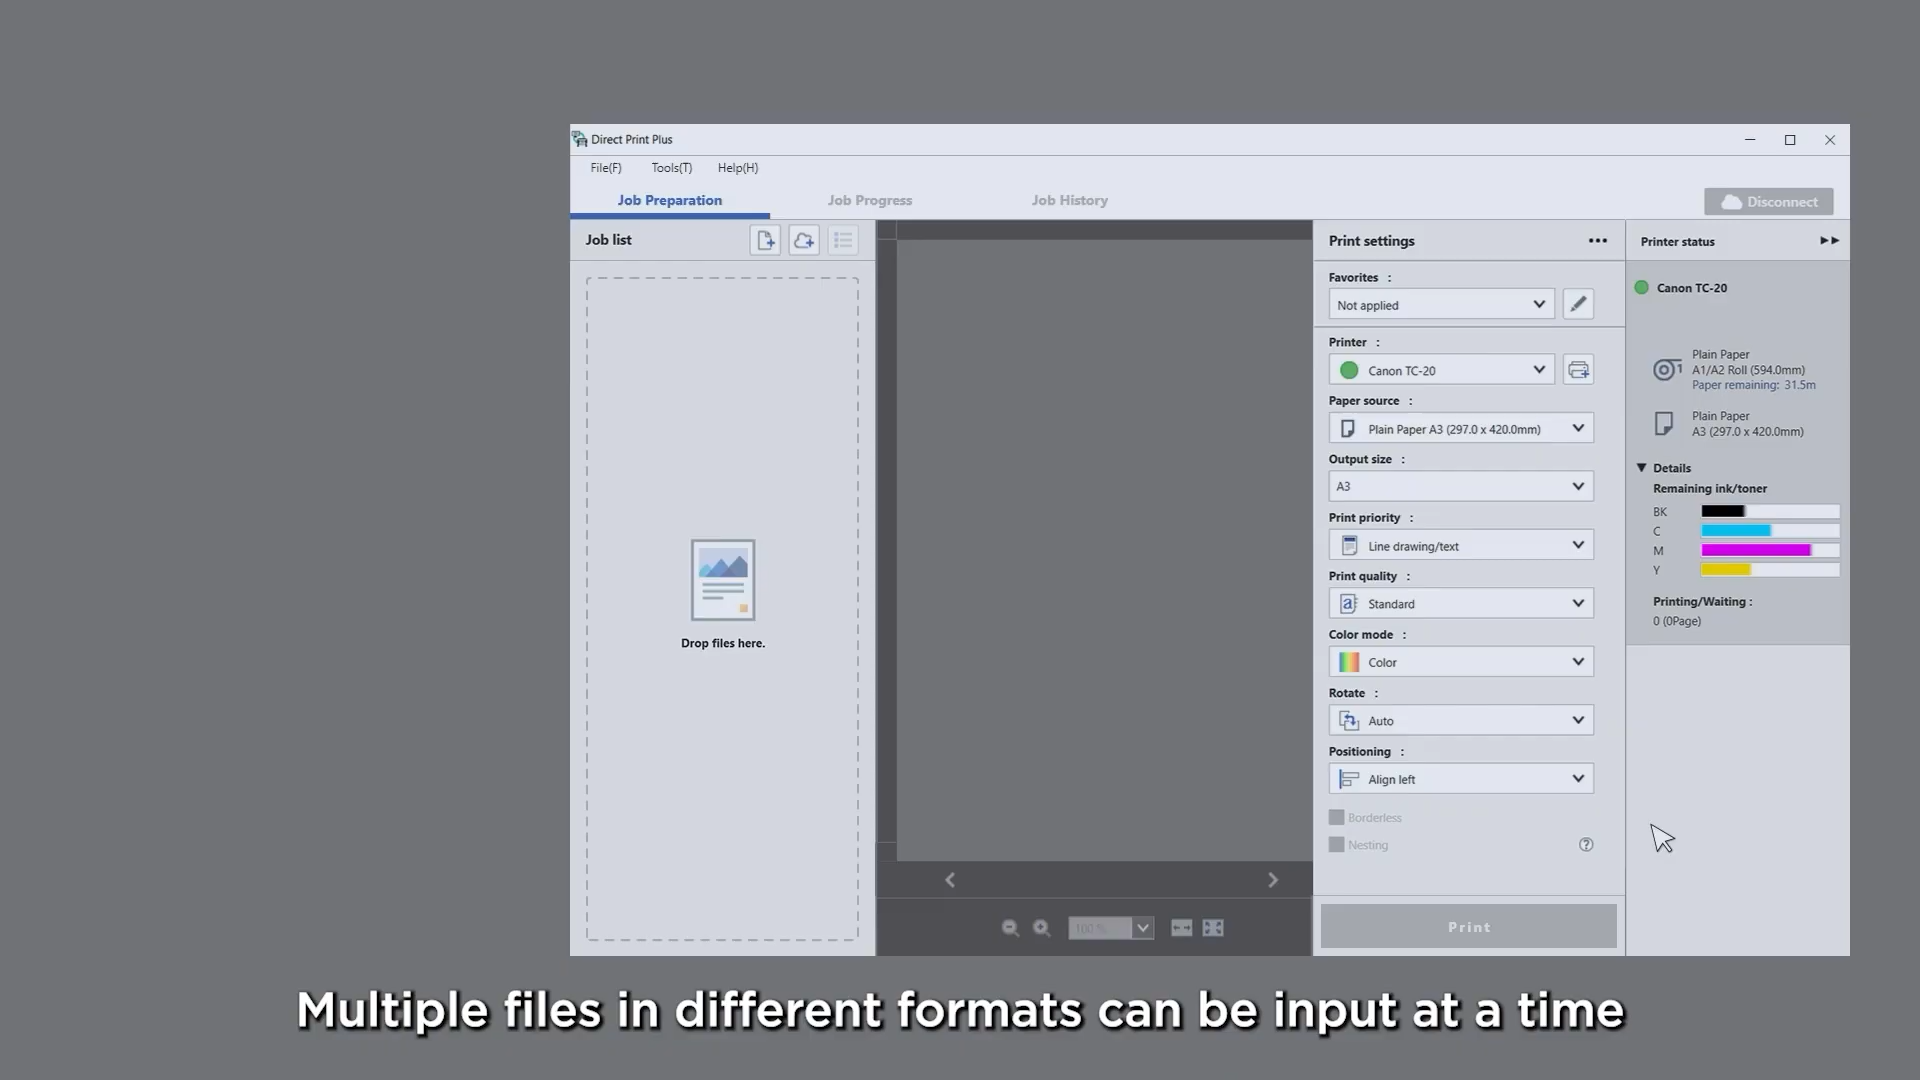 Direct Print Plus
File(F) Tools(T) Help(H)
Job Preparation Job Progress Job History Disconnect
Job list
Drop files here.
100 %
Print settings
Favorites :
Not applied
Printer :
Canon TC-20
Paper source :
Plain Paper A3 (297.0 x 420.0mm)
Output size :
A3
Print priority :
Line drawing/text
Print quality :
Standard
Color mode :
Color
Rotate :
Auto
Positioning :
Align left
Borderless
Nesting
Print
Printer status
Canon TC-20
Plain Paper
A1/A2 Roll (594.0mm)
Paper remaining: 31.5m
Plain Paper
A3 (297.0 x 420.0mm)
Details
Remaining ink/toner
BK
C
M
Y
Printing/Waiting :
0 (0Page)
Multiple files in different formats can be input at a time